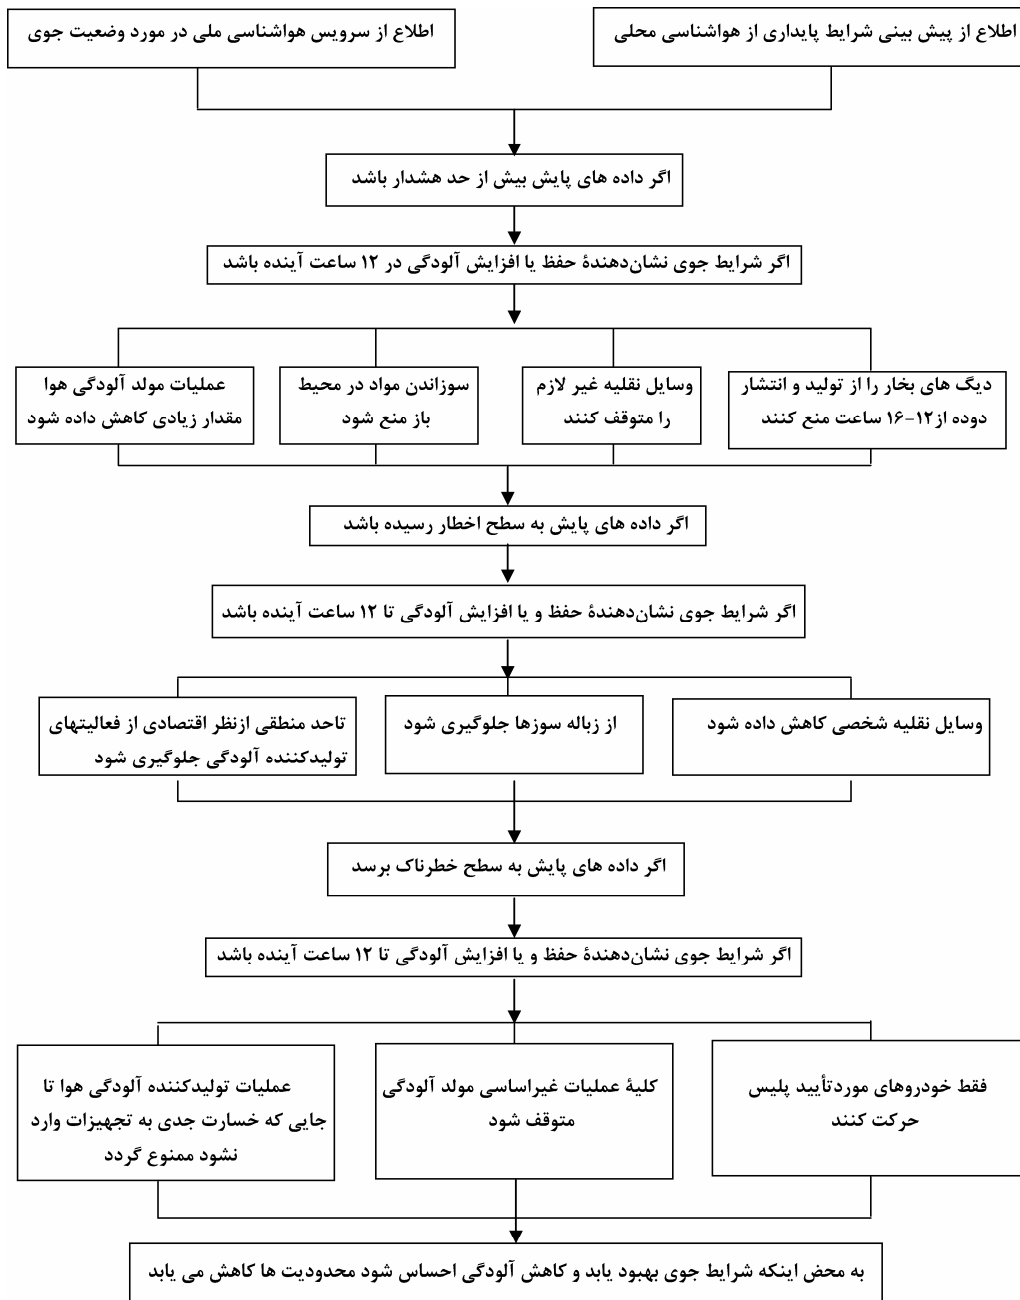 اطلاع از پیش بینی شرایط پایداری از هواشناسی محلی
اطلاع از سرویس هواشناسی ملی در مورد وضعیت جوی
اگر داده های پایش بیش از حد هشدار باشد
اگر شرایط جوی نشان‌دهندهٔ حفظ یا افزایش آلودگی در ۱۲ ساعت آینده باشد
دیگ های بخار را از تولید و انتشار
دوده از۱۲-۱۶ ساعت منع کنند
وسایل نقلیه غیر لازم
را متوقف کنند
سوزاندن مواد در محیط
باز منع شود
عملیات مولد آلودگی هوا
مقدار زیادی کاهش داده شود
اگر داده های پایش به سطح اخطار رسیده باشد
اگر شرایط جوی نشان‌دهندهٔ حفظ و یا افزایش آلودگی تا ۱۲ ساعت آینده باشد
وسایل نقلیه شخصی کاهش داده شود
از زباله سوزها جلوگیری شود
تاحد منطقی ازنظر اقتصادی از فعالیتهای
تولیدکننده آلودگی جلوگیری شود
اگر داده های پایش به سطح خطرناک برسد
اگر شرایط جوی نشان‌دهندهٔ حفظ و یا افزایش آلودگی تا ۱۲ ساعت آینده باشد
فقط خودروهای موردتأیید پلیس
حرکت کنند
کلیهٔ عملیات غیراساسی مولد آلودگی
متوقف شود
عملیات تولیدکننده آلودگی هوا تا
جایی که خسارت جدی به تجهیزات وارد
نشود ممنوع گردد
به محض اینکه شرایط جوی بهبود یابد و کاهش آلودگی احساس شود محدودیت ها کاهش می یابد